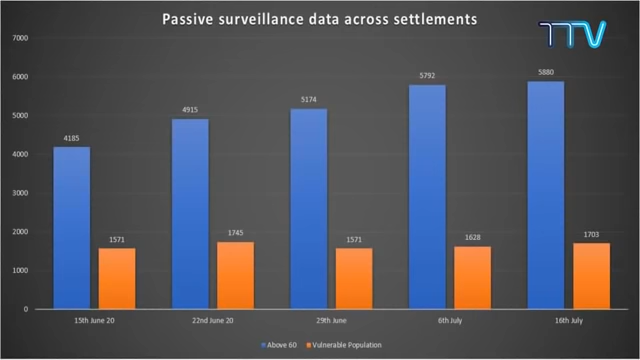 Passive surveillance data across settlements
TTV
7000
6000
5000
4000
3000
2000
1000
0
4185
1571
4915
1745
5174
1571
5792
1628
5880
1703
15th June 20
22nd June 20
29th June
6th July
16th July
Above 60
Vulnerable Population